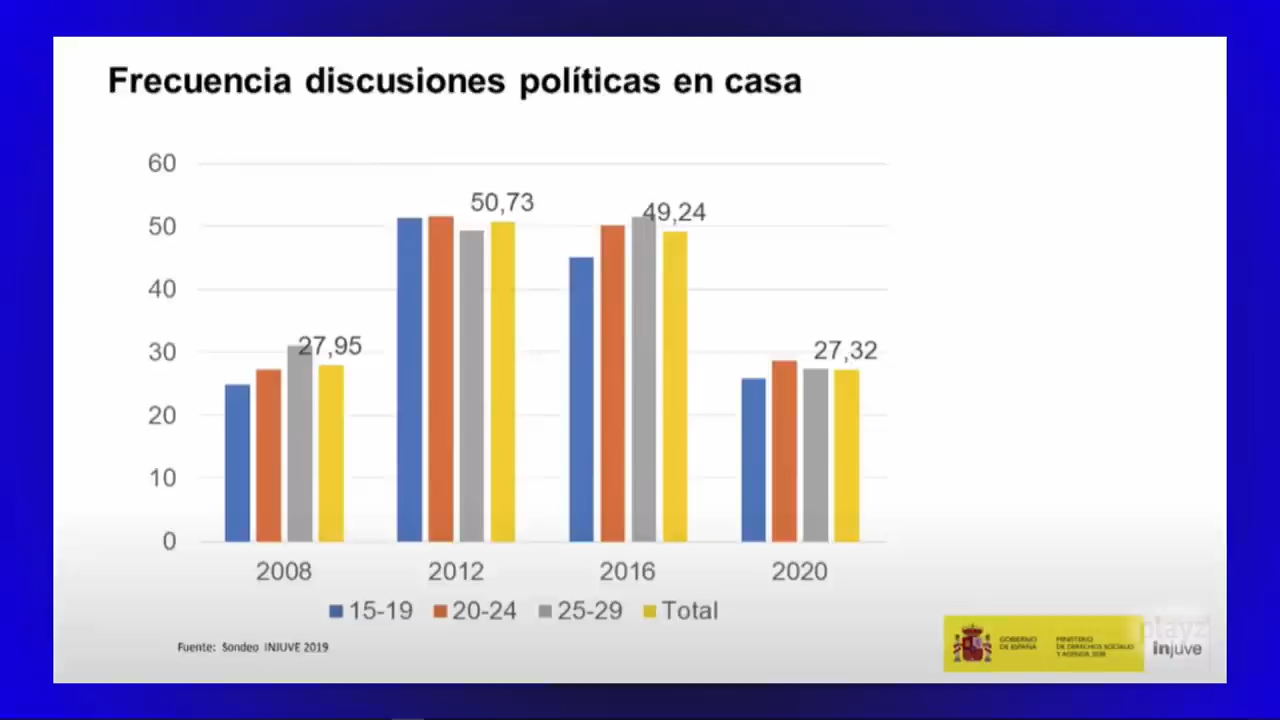 Frecuencia discusiones políticas en casa
60
50
40
30
20
10
0
27,95
50,73
49,24
27,32
2008 2012 2016 2020
15-19 20-24 25-29 Total
Fuente: Sondeo INJUVE 2019
GOBIERNO
DE ESPAÑA
MINISTERIO
DE DERECHOS SOCIALES
Y AGENDA 2030
playz
injuve